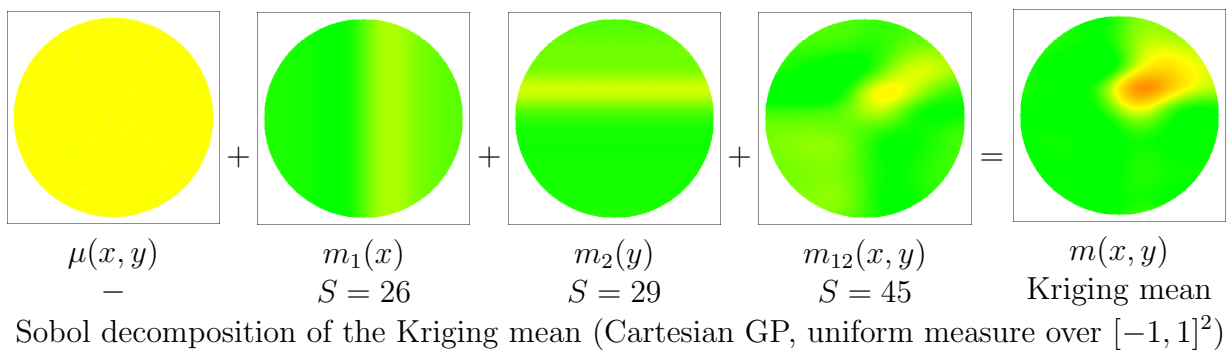 + + + =
μ(x, y) m₁(x) m₂(y) m₁₂(x, y) m(x, y)
− S = 26 S = 29 S = 45 Kriging mean
Sobol decomposition of the Kriging mean (Cartesian GP, uniform measure over [−1, 1]²)